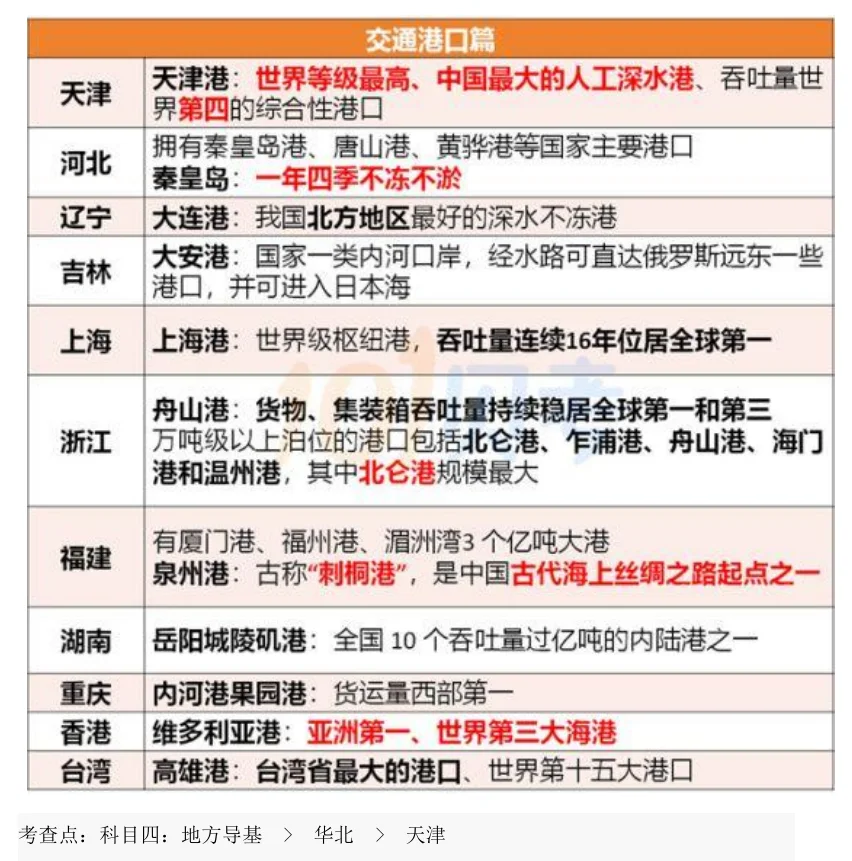 交通港口篇
天津
天津港：世界等级最高、中国最大的人工深水港、吞吐量世
界第四的综合性港口
河北
拥有秦皇岛港、唐山港、黄骅港等国家主要港口
秦皇岛：一年四季不冻不淤
辽宁
大连港：我国北方地区最好的深水不冻港
吉林
大安港：国家一类内河口岸，经水路可直达俄罗斯远东一些
港口，并可进入日本海
上海
上海港：世界级枢纽港，吞吐量连续16年位居全球第一
浙江
舟山港：货物、集装箱吞吐量持续稳居全球第一和第三
万吨级以上泊位的港口包括北仑港、乍浦港、舟山港、海门
港和温州港，其中北仑港规模最大
福建
有厦门港、福州港、湄洲湾3 个亿吨大港
泉州港：古称“刺桐港”，是中国古代海上丝绸之路起点之一
湖南
岳阳城陵矶港：全国 10 个吞吐量过亿吨的内陆港之一
重庆
内河港果园港：货运量西部第一
香港
维多利亚港：亚洲第一、世界第三大海港
台湾
高雄港：台湾省最大的港口、世界第十五大港口
考查点：科目四：地方导基 > 华北 > 天津